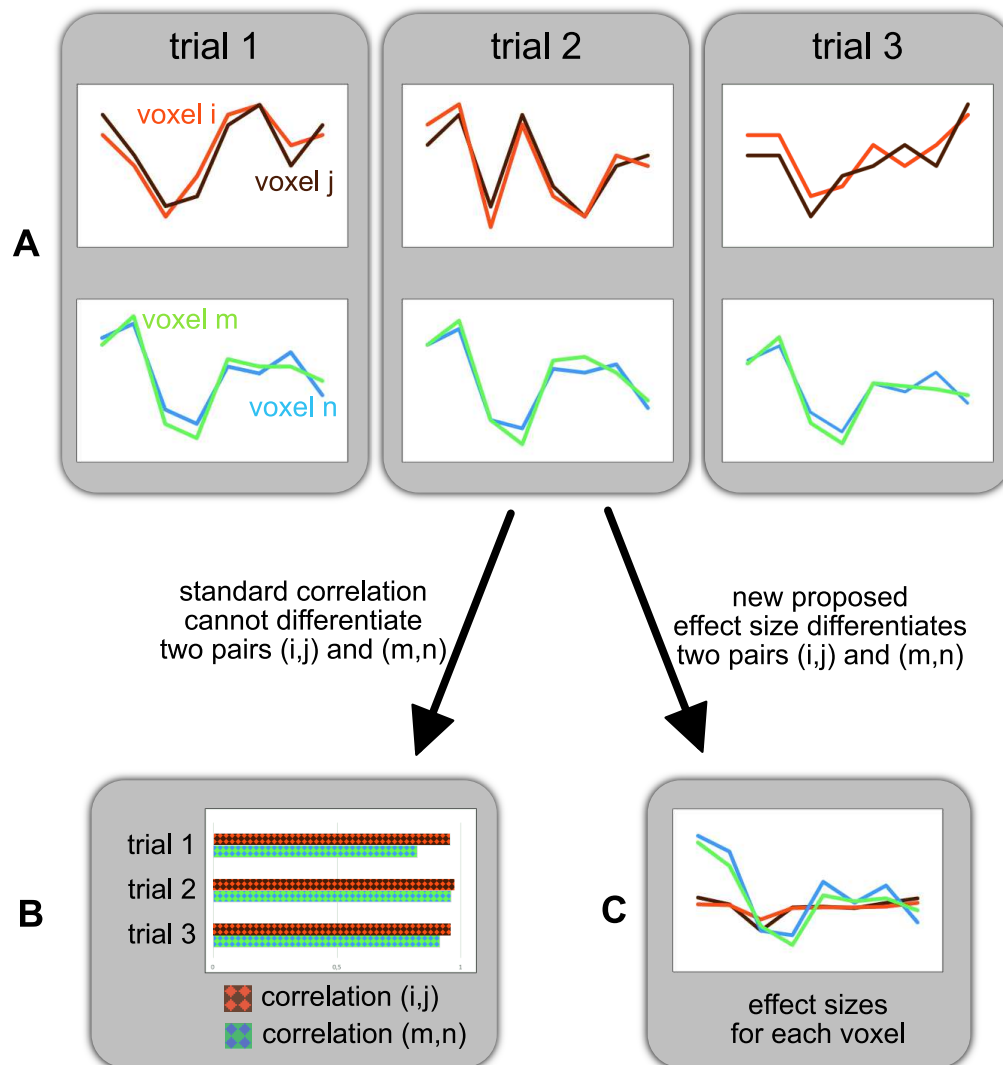 trial 1
trial 2
trial 3
voxel i
voxel j
A
voxel m
voxel n
standard correlation
cannot differentiate
two pairs (i,j) and (m,n)
new proposed
effect size differentiates
two pairs (i,j) and (m,n)
B
trial 1
trial 2
trial 3
0
0,5
1
correlation (i,j)
correlation (m,n)
C
effect sizes
for each voxel